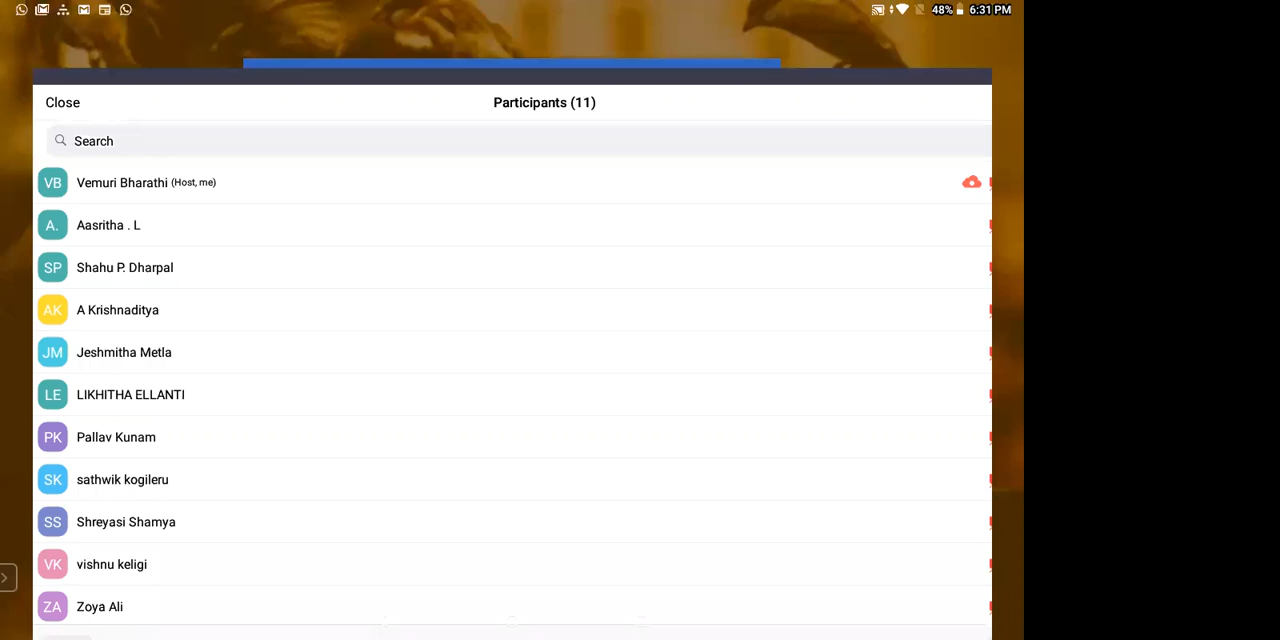 48% 6:31 PM
Close Participants (11)
Search
VB Vemuri Bharathi (Host, me)
A. Aasritha . L
SP Shahu P. Dharpal
AK A Krishnaditya
JM Jeshmitha Metla
LE LIKHITHA ELLANTI
PK Pallav Kunam
SK sathwik kogileru
SS Shreyasi Shamya
VK vishnu keligi
ZA Zoya Ali